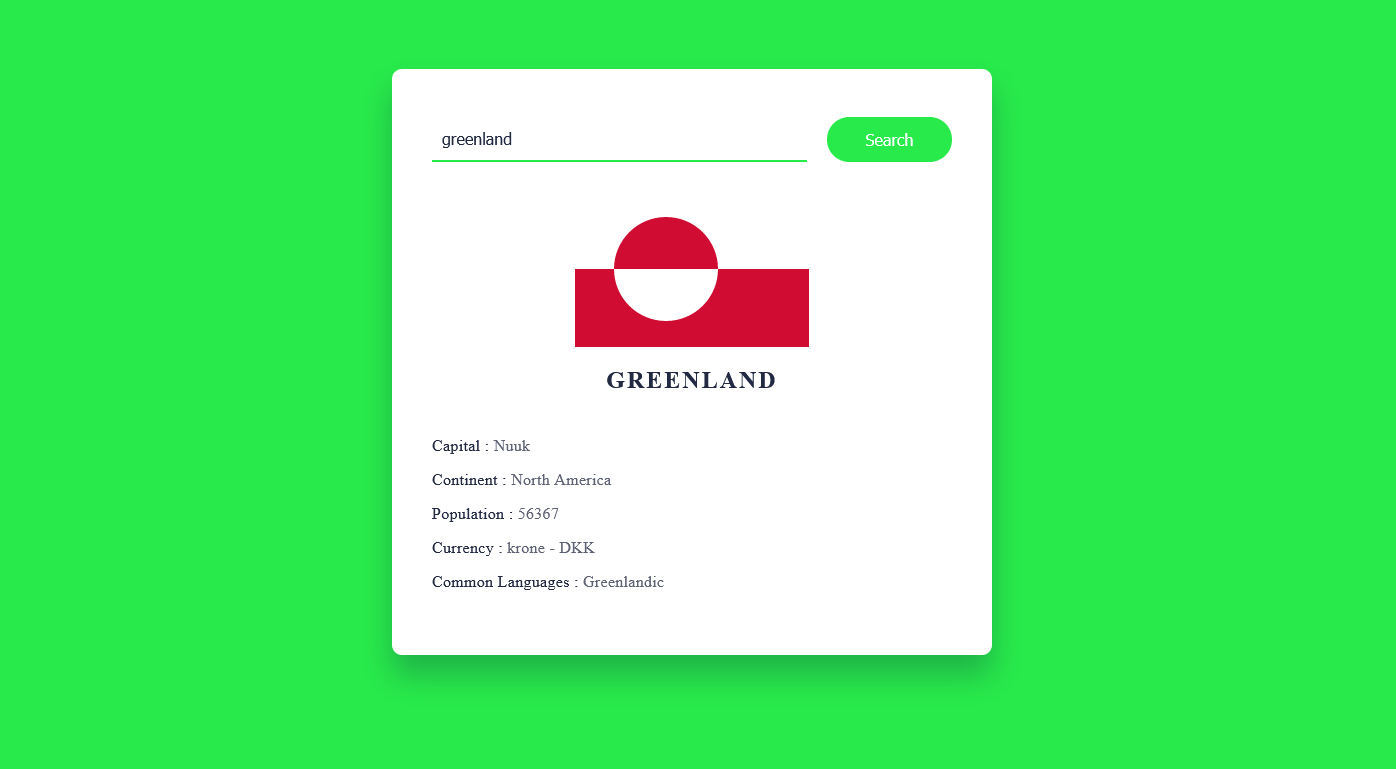 greenland
Search
GREENLAND
Capital : Nuuk
Continent : North America
Population : 56367
Currency : krone - DKK
Common Languages : Greenlandic